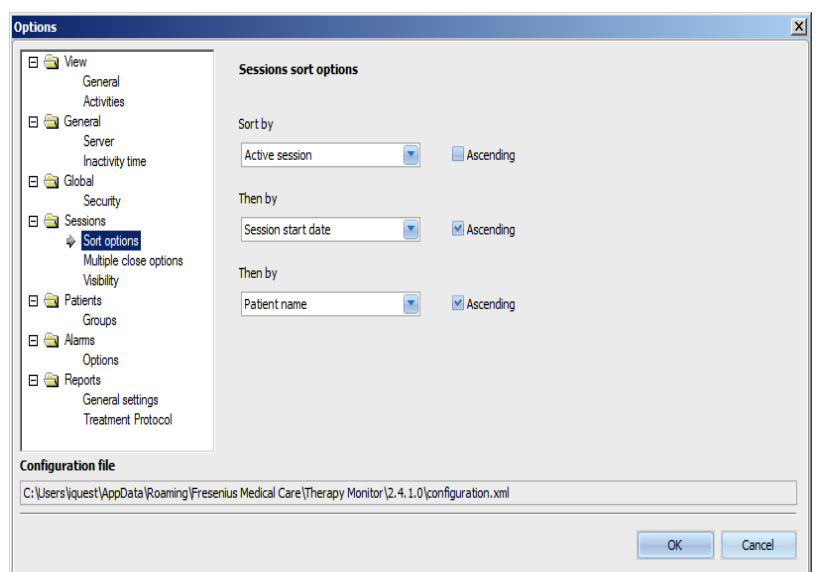 Options
View
General
Activities
General
Server
Inactivity time
Global
Security
Sessions
Sort options
Multiple close options
Visibility
Patients
Groups
Alarms
Options
Reports
General settings
Treatment Protocol
Sessions sort options
Sort by
Active session Ascending
Then by
Session start date Ascending
Then by
Patient name Ascending
Configuration file
C:\Users\iquest\AppData\Roaming\Fresenius Medical Care\Therapy Monitor\2.4.1.0\configuration.xml
OK Cancel